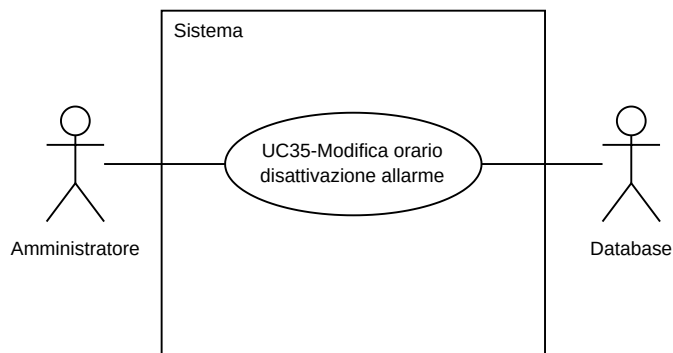 Sistema
UC35-Modifica orario
disattivazione allarme
Amministratore
Database